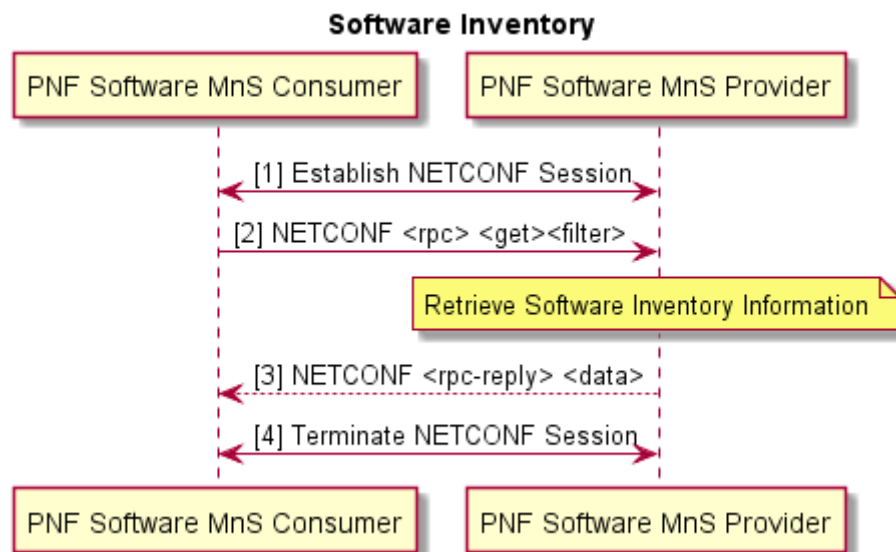 Software Inventory
PNF Software MnS Consumer
PNF Software MnS Provider
[1] Establish NETCONF Session
[2] NETCONF <rpc> <get><filter>
Retrieve Software Inventory Information
[3] NETCONF <rpc-reply> <data>
[4] Terminate NETCONF Session
PNF Software MnS Consumer
PNF Software MnS Provider